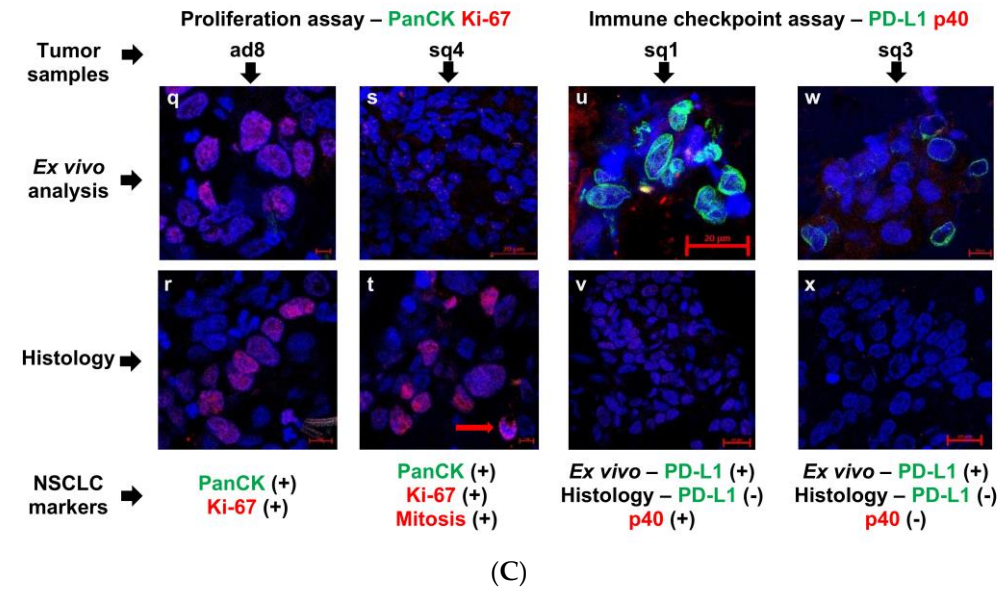 Proliferation assay – PanCK Ki-67
Immune checkpoint assay – PD-L1 p40
Tumor
samples
ad8
sq4
sq1
sq3
Ex vivo
analysis
q
s
u
w
20 µm
Histology
r
t
v
x
NSCLC
markers
PanCK (+)
Ki-67 (+)
PanCK (+)
Ki-67 (+)
Mitosis (+)
Ex vivo – PD-L1 (+)
Histology – PD-L1 (-)
p40 (+)
Ex vivo – PD-L1 (+)
Histology – PD-L1 (-)
p40 (-)
(C)